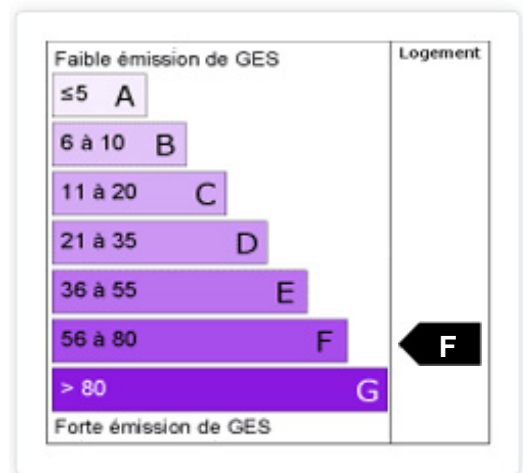 Faible émission de GES
Logement
≤5 A
6 à 10 B
11 à 20 C
21 à 35 D
36 à 55 E
56 à 80 F
F
> 80 G
Forte émission de GES